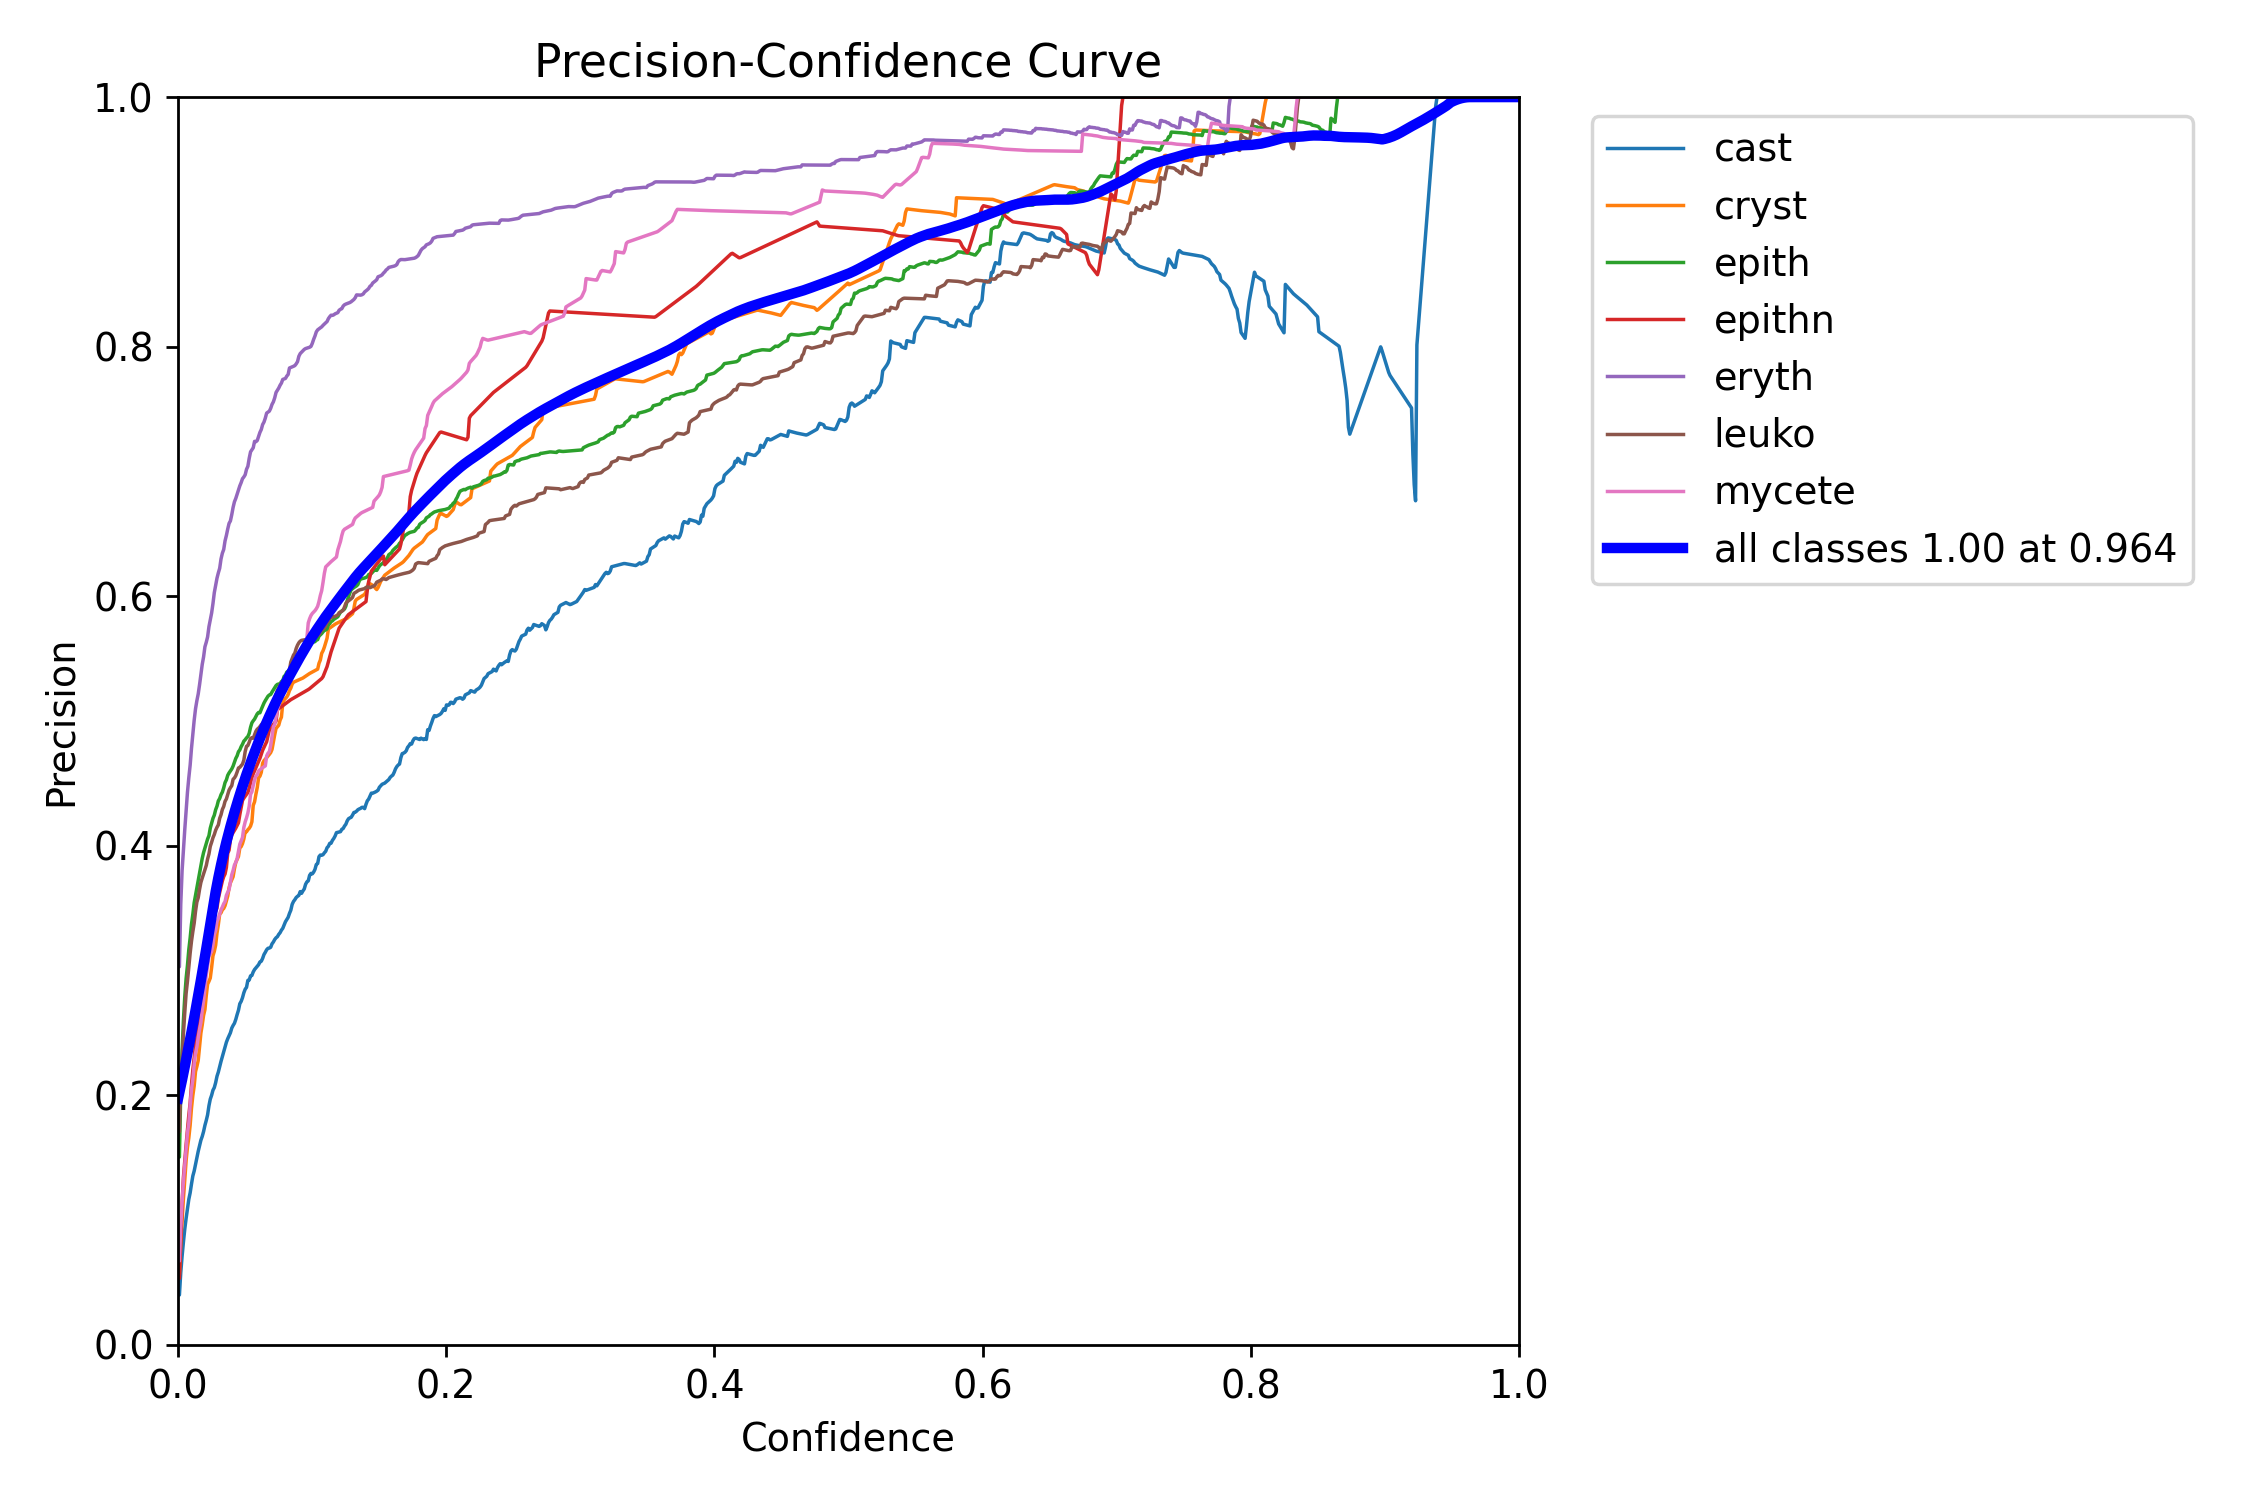 Precision-Confidence Curve
1.0
0.8
0.6
0.4
0.2
0.0
Precision
0.0 0.2 0.4 0.6 0.8 1.0
Confidence
cast
cryst
epith
epithn
eryth
leuko
mycete
all classes 1.00 at 0.964